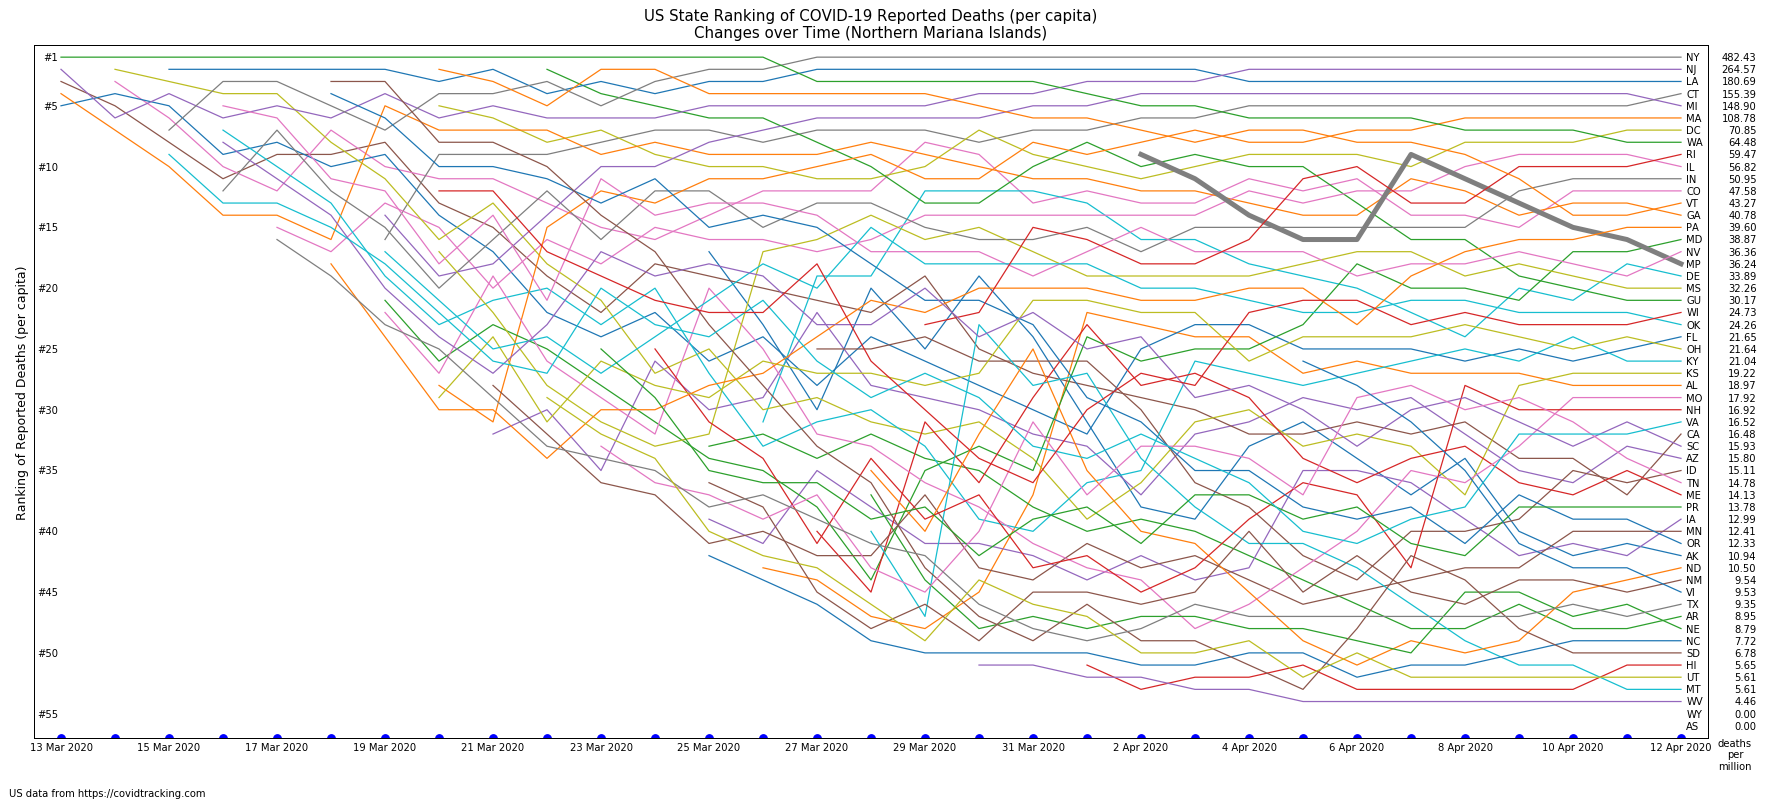 US State Ranking of COVID-19 Reported Deaths (per capita)
Changes over Time (Northern Mariana Islands)
Ranking of Reported Deaths (per capita)
#1
#5
#10
#15
#20
#25
#30
#35
#40
#45
#50
#55
NY 482.43
NJ 264.57
LA 180.69
CT 155.39
MI 148.90
MA 108.78
DC 70.85
WA 64.48
RI 59.47
IL 56.82
IN 50.95
CO 47.58
VT 43.27
GA 40.78
PA 39.60
MD 38.87
NV 36.36
MP 36.24
DE 33.89
MS 32.26
GU 30.17
WI 24.73
OK 24.26
FL 21.65
OH 21.64
KY 21.04
KS 19.22
AL 18.97
MO 17.92
NH 16.92
VA 16.52
CA 16.48
SC 15.93
AZ 15.80
ID 15.11
TN 14.78
ME 14.13
PR 13.78
IA 12.99
MN 12.41
OR 12.33
AK 10.94
ND 10.50
NM 9.54
VI 9.53
TX 9.35
AR 8.95
NE 8.79
NC 7.72
SD 6.78
HI 5.65
UT 5.61
MT 5.61
WV 4.46
WY 0.00
AS 0.00
13 Mar 2020 15 Mar 2020 17 Mar 2020 19 Mar 2020 21 Mar 2020 23 Mar 2020 25 Mar 2020 27 Mar 2020 29 Mar 2020 31 Mar 2020 2 Apr 2020 4 Apr 2020 6 Apr 2020 8 Apr 2020 10 Apr 2020 12 Apr 2020
deaths
per
million
US data from https://covidtracking.com